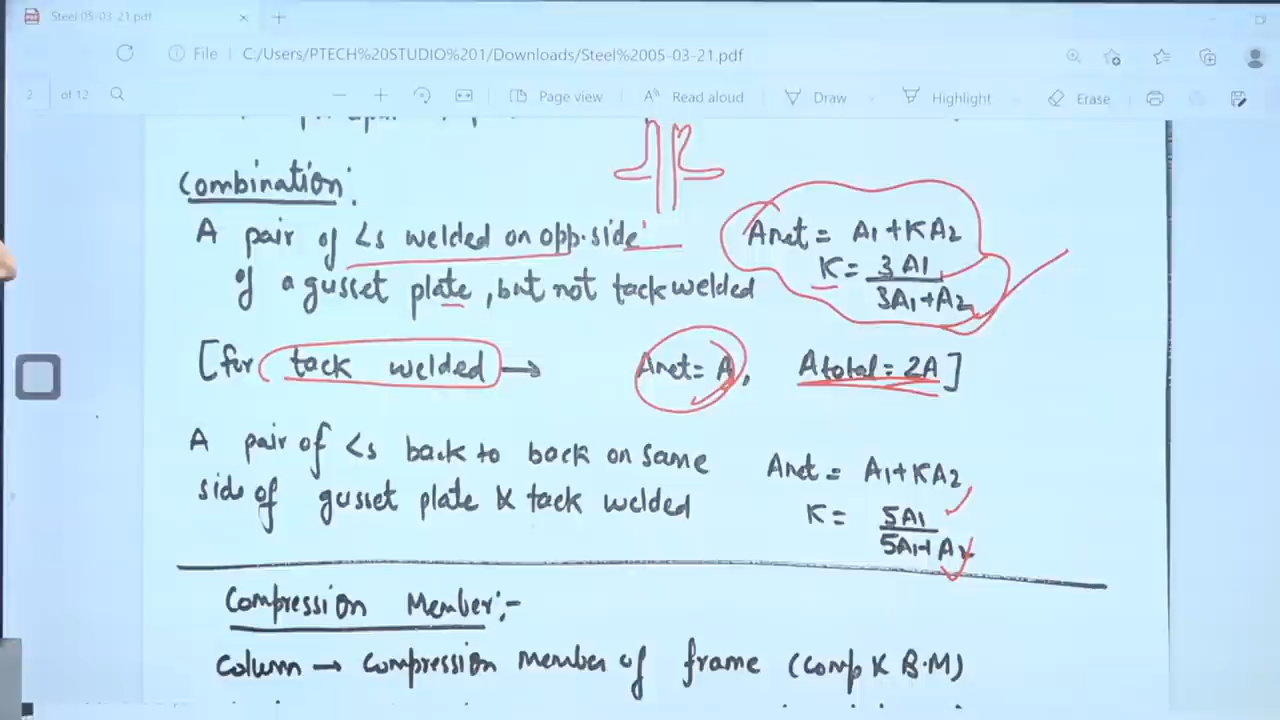 Steel 05-03-21.pdf
File C:/Users/PTECH%20STUDIO%201/Downloads/Steel%2005-03-21.pdf
2 of 12 Page view Read aloud Draw Highlight Erase
Combination:
A pair of ∠s welded on opp. side Anet = A1 + KA2
of a gusset plate, but not tack welded K = 3A1 / 3A1 + A2
[for tack welded → Anet = A, Atotal = 2A]
A pair of ∠s back to back on same Anet = A1 + KA2
side of gusset plate & tack welded K = 5A1 / 5A1 + A2
Compression Member:-
Column → compression member of frame (comp & B.M)